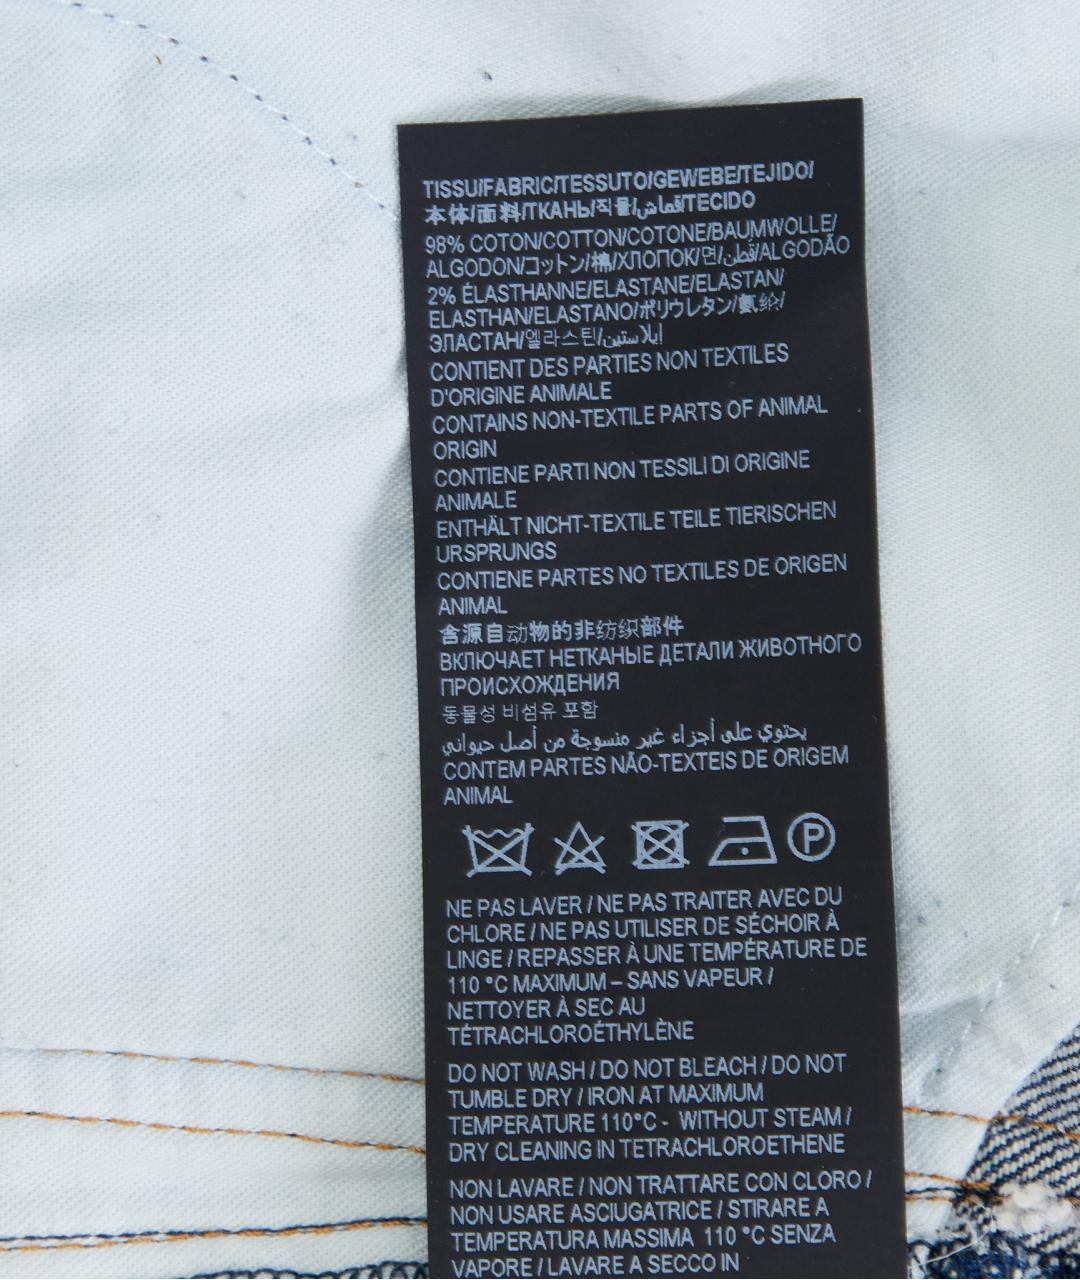 TISSU/FABRIC/TESSUTO/GEWEBE/TEJIDO/
本体/面料/ТКАНЬ/직물/قماش/TECIDO
98% COTON/COTTON/COTONE/BAUMWOLLE/
ALGODON/コットン/棉/ХЛОПОК/면/قطن/ALGODÃO
2% ÉLASTHANNE/ELASTANE/ELASTAN/
ELASTHAN/ELASTANO/ポリウレタン/氨纶/
ЭЛАСТАН/엘라스틴/إيلاستين
CONTIENT DES PARTIES NON TEXTILES
D'ORIGINE ANIMALE
CONTAINS NON-TEXTILE PARTS OF ANIMAL
ORIGIN
CONTIENE PARTI NON TESSILI DI ORIGINE
ANIMALE
ENTHÄLT NICHT-TEXTILE TEILE TIERISCHEN
URSPRUNGS
CONTIENE PARTES NO TEXTILES DE ORIGEN
ANIMAL
含源自动物的非纺织部件
ВКЛЮЧАЕТ НЕТКАНЫЕ ДЕТАЛИ ЖИВОТНОГО
ПРОИСХОЖДЕНИЯ
동물성 비섬유 포함
يحتوي على أجزاء غير منسوجة من أصل حيواني
CONTEM PARTES NÃO-TEXTEIS DE ORIGEM
ANIMAL
P
NE PAS LAVER / NE PAS TRAITER AVEC DU
CHLORE / NE PAS UTILISER DE SÉCHOIR À
LINGE / REPASSER À UNE TEMPÉRATURE DE
110 °C MAXIMUM – SANS VAPEUR /
NETTOYER À SEC AU
TÉTRACHLOROÉTHYLÈNE
DO NOT WASH / DO NOT BLEACH / DO NOT
TUMBLE DRY / IRON AT MAXIMUM
TEMPERATURE 110°C - WITHOUT STEAM /
DRY CLEANING IN TETRACHLOROETHENE
NON LAVARE / NON TRATTARE CON CLORO /
NON USARE ASCIUGATRICE / STIRARE A
TEMPERATURA MASSIMA 110 °C SENZA
VAPORE / LAVARE A SECCO IN